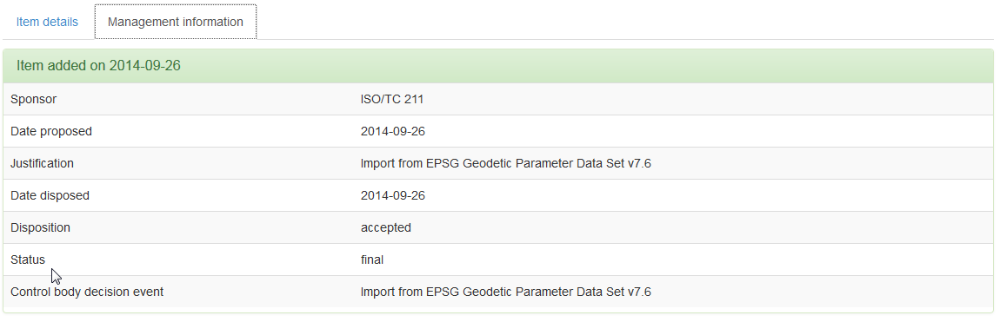 Item details Management information
Item added on 2014-09-26
Sponsor ISO/TC 211
Date proposed 2014-09-26
Justification Import from EPSG Geodetic Parameter Data Set v7.6
Date disposed 2014-09-26
Disposition accepted
Status final
Control body decision event Import from EPSG Geodetic Parameter Data Set v7.6